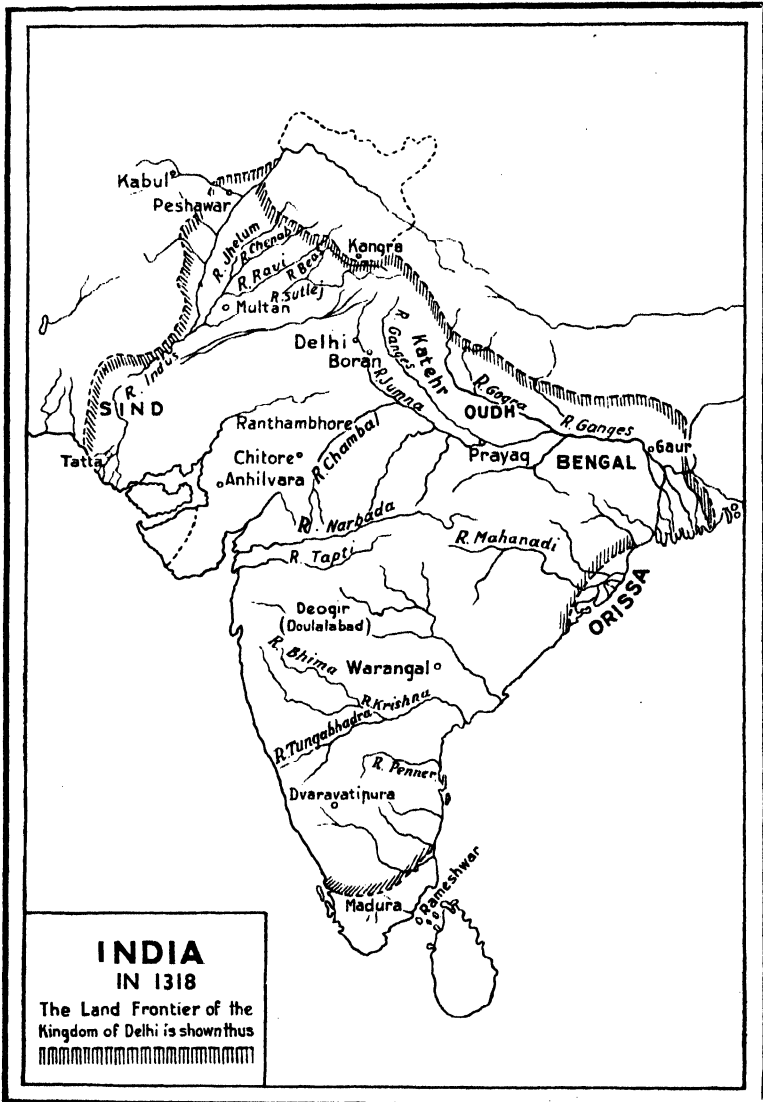 Kabul
Peshawar
R. Jhelum
R. Chenab
R. Ravi
R. Beas
R. Sutlej
Kangra
Multan
Delhi
Boran
R. Ganges
Katehr
R. Jumna
R. Gogra
OUDH
R. Indus
SIND
Tatta
Ranthambhore
Chitore
Anhilvara
R. Chambal
Prayag
R. Ganges
BENGAL
Gaur
R. Narbada
R. Tapti
R. Mahanadi
ORISSA
Deogir
(Doulalabad)
R. Bhima
Warangal
R. Krishna
R. Tungabhadra
R. Penner
Dvaravatipura
Madura
Rameshwar
INDIA
IN 1318
The Land Frontier of the
Kingdom of Delhi is shown thus